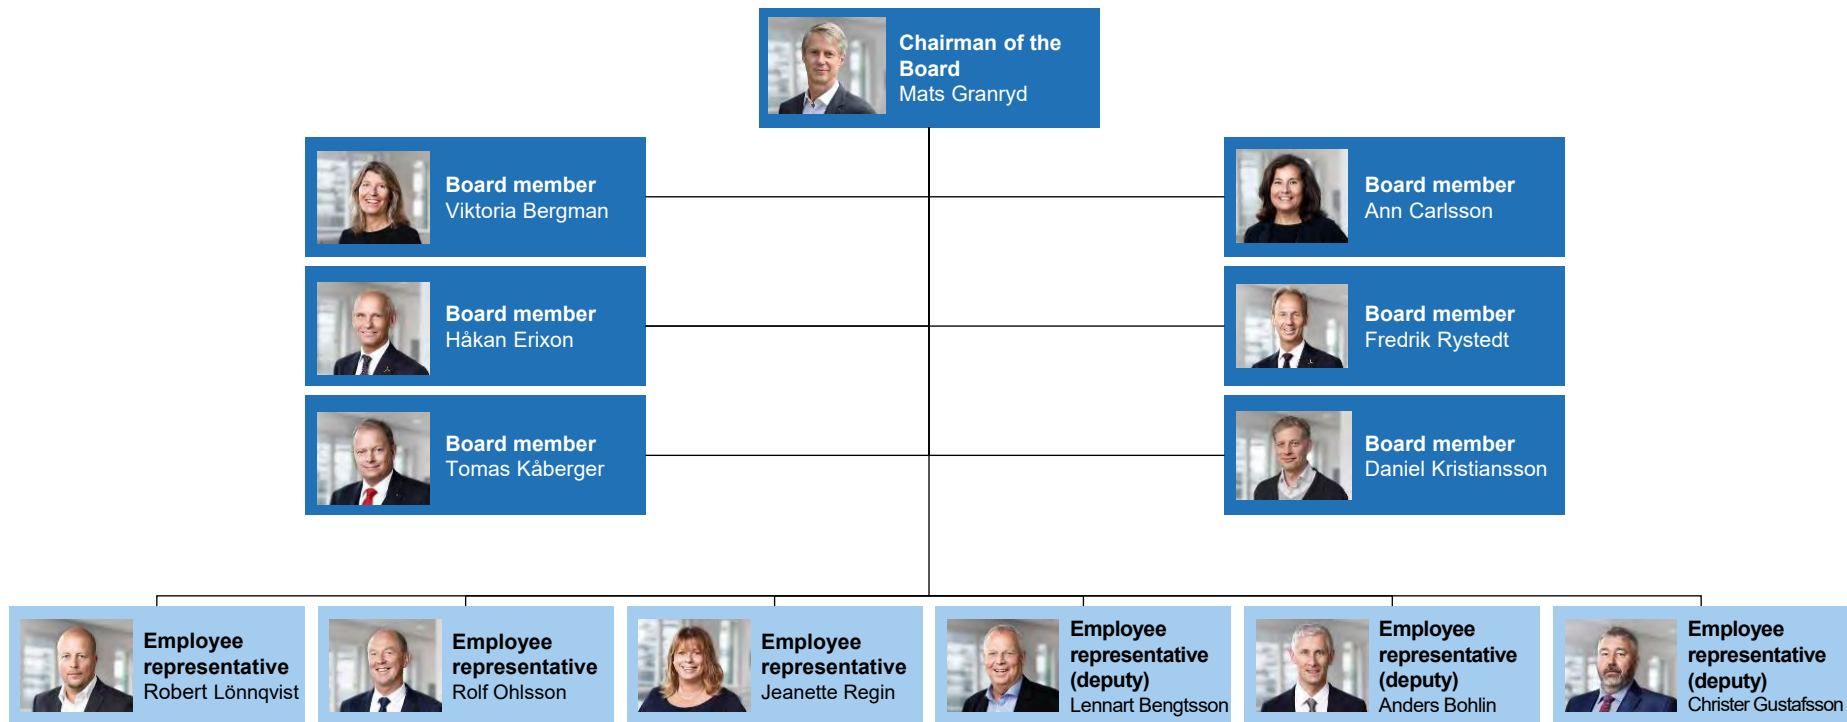 Chairman of the
Board
Mats Granryd
Board member
Viktoria Bergman
Board member
Ann Carlsson
Board member
Håkan Erixon
Board member
Fredrik Rystedt
Board member
Tomas Kåberger
Board member
Daniel Kristiansson
Employee
representative
Robert Lönnqvist
Employee
representative
Rolf Ohlsson
Employee
representative
Jeanette Regin
Employee
representative
(deputy)
Lennart Bengtsson
Employee
representative
(deputy)
Anders Bohlin
Employee
representative
(deputy)
Christer Gustafsson